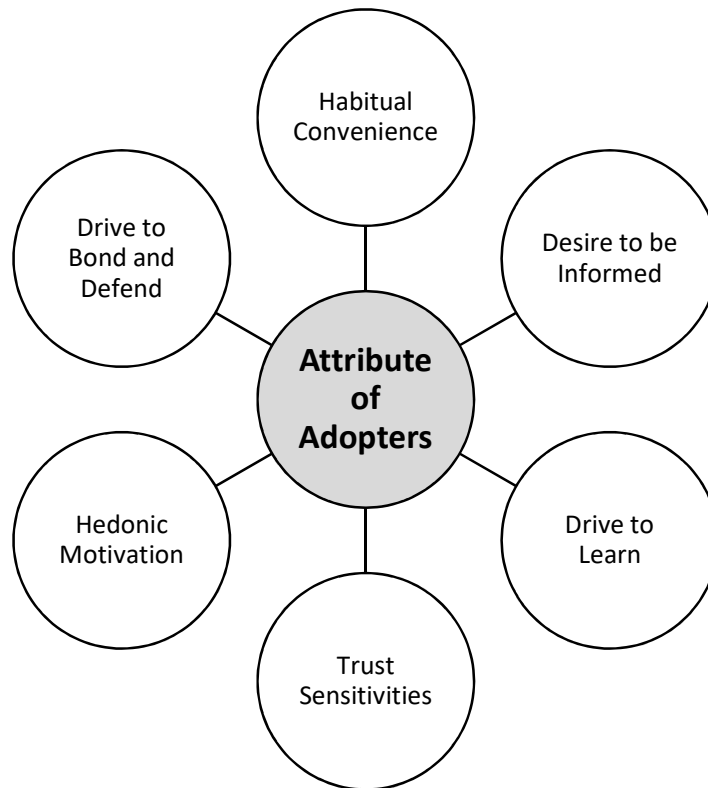 Habitual
Convenience
Drive to
Bond and
Defend
Desire to be
Informed
Attribute
of
Adopters
Hedonic
Motivation
Drive to
Learn
Trust
Sensitivities